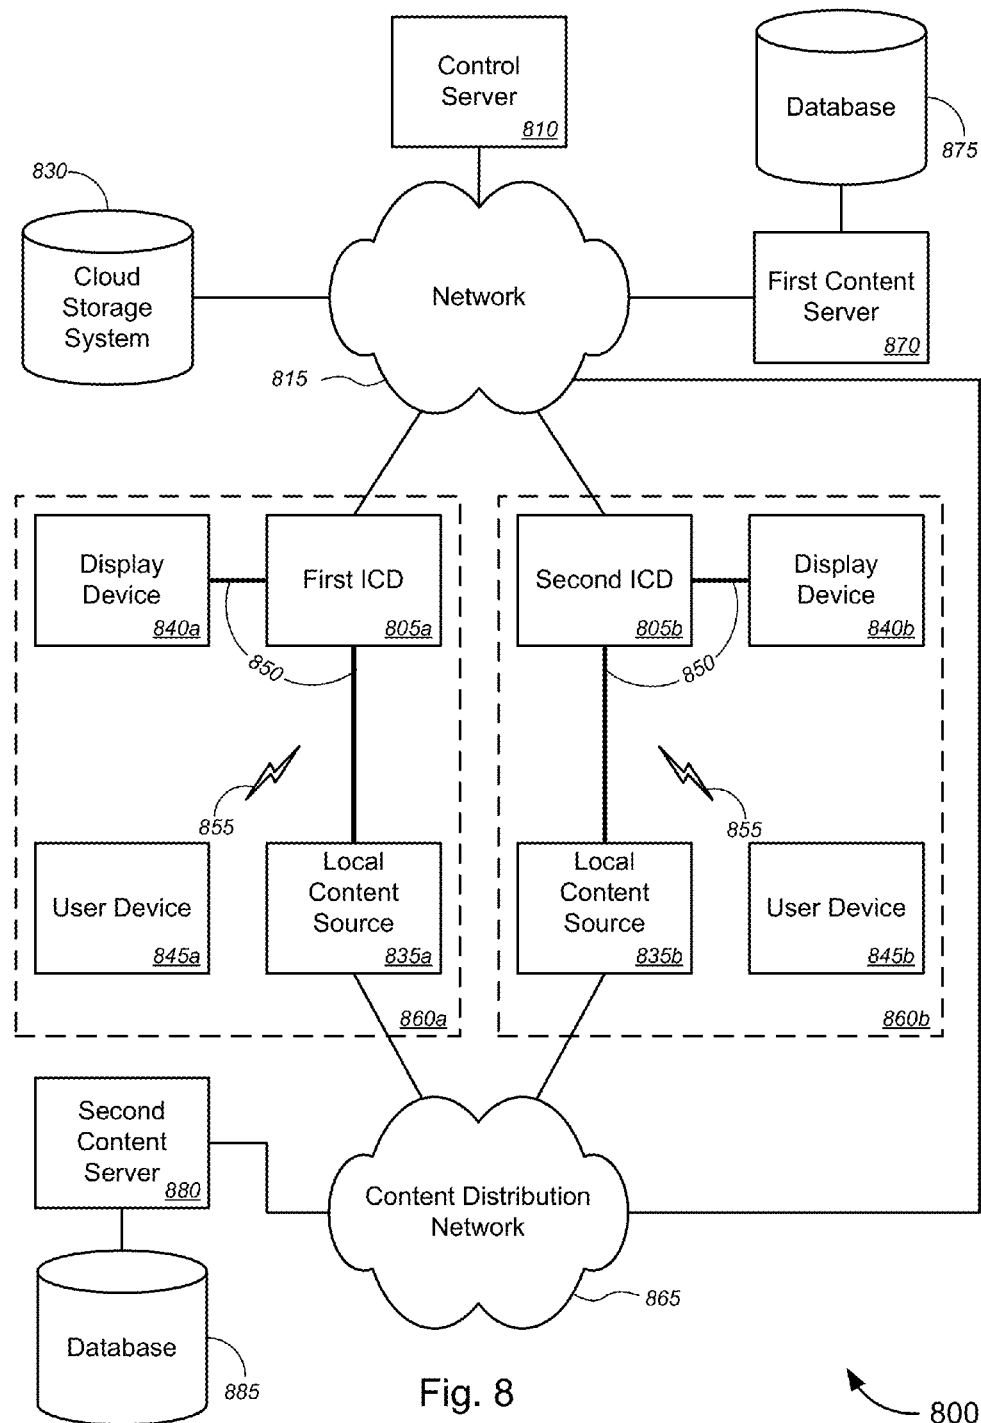 Control
Server
810
Database
875
830
Cloud
Storage
System
Network
First Content
Server
870
815
Display
Device
840a
First ICD
805a
Second ICD
805b
Display
Device
840b
850
850
855
855
User Device
845a
Local
Content
Source
835a
Local
Content
Source
835b
User Device
845b
860a
860b
Second
Content
Server
880
Content Distribution
Network
865
Database
885
Fig. 8
800